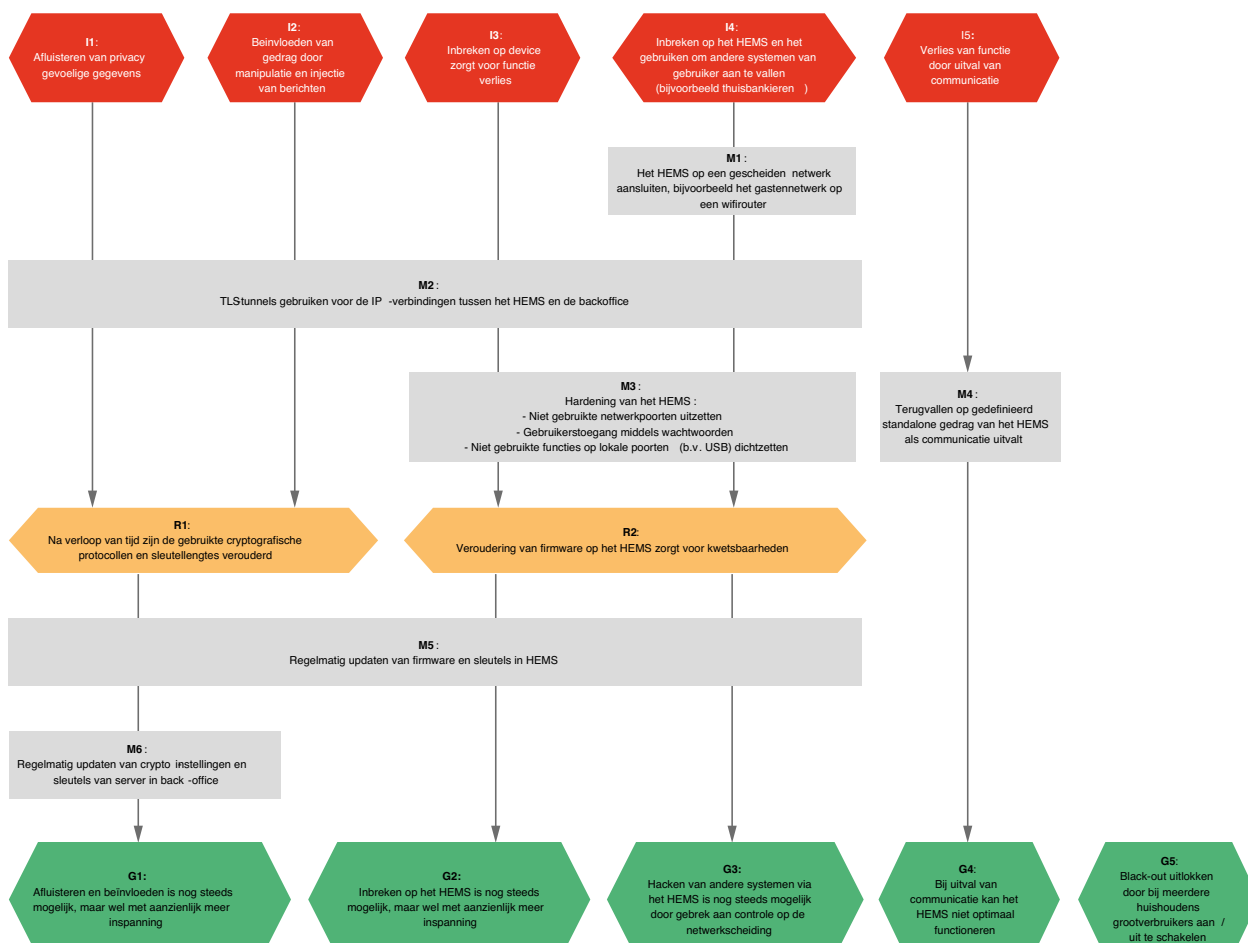 I1:
Afluisteren van privacy
gevoelige gegevens
I2:
Beinvloeden van
gedrag door
manipulatie en injectie
van berichten
I3:
Inbreken op device
zorgt voor functie
verlies
I4:
Inbreken op het HEMS en het
gebruiken om andere systemen van
gebruiker aan te vallen
(bijvoorbeeld thuisbankieren )
I5:
Verlies van functie
door uitval van
communicatie
M1:
Het HEMS op een gescheiden netwerk
aansluiten, bijvoorbeeld het gastennetwerk op
een wifirouter
M2:
TLStunnels gebruiken voor de IP -verbindingen tussen het HEMS en de backoffice
M3:
Hardening van het HEMS :
- Niet gebruikte netwerkpoorten uitzetten
- Gebruikerstoegang middels wachtwoorden
- Niet gebruikte functies op lokale poorten (b.v. USB) dichtzetten
M4:
Terugvallen op gedefinieerd
standalone gedrag van het HEMS
als communicatie uitvalt
R1:
Na verloop van tijd zijn de gebruikte cryptografische
protocollen en sleutellengtes verouderd
R2:
Veroudering van firmware op het HEMS zorgt voor kwetsbaarheden
M5:
Regelmatig updaten van firmware en sleutels in HEMS
M6:
Regelmatig updaten van crypto instellingen en
sleutels van server in back -office
G1:
Afluisteren en beïnvloeden is nog steeds
mogelijk, maar wel met aanzienlijk meer
inspanning
G2:
Inbreken op het HEMS is nog steeds
mogelijk, maar wel met aanzienlijk meer
inspanning
G3:
Hacken van andere systemen via
het HEMS is nog steeds mogelijk
door gebrek aan controle op de
netwerkscheiding
G4:
Bij uitval van
communicatie kan het
HEMS niet optimaal
functioneren
G5:
Black-out uitlokken
door bij meerdere
huishoudens
grootverbruikers aan /
uit te schakelen